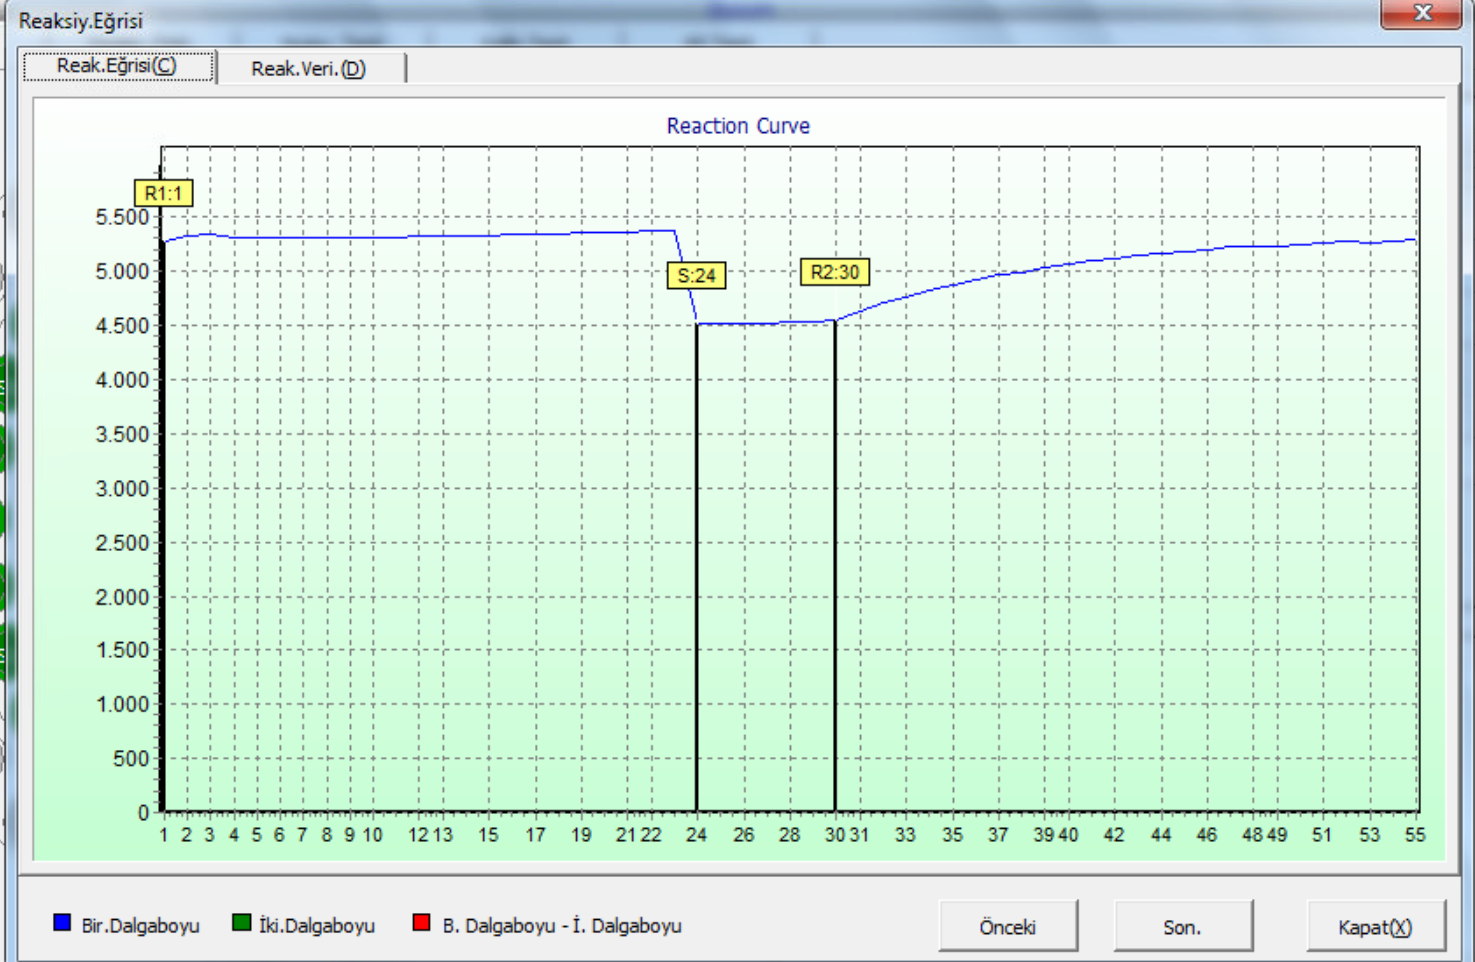 Reaksiy.Eğrisi
Reak.Eğrisi(C) Reak.Veri.(D)
Reaction Curve
R1:1
5.500
5.000
S:24 R2:30
4.500
4.000
3.500
3.000
2.500
2.000
1.500
1.000
500
0
1 2 3 4 5 6 7 8 9 10 12 13 15 17 19 21 22 24 26 28 30 31 33 35 37 39 40 42 44 46 48 49 51 53 55
Bir.Dalgaboyu İki.Dalgaboyu B. Dalgaboyu - İ. Dalgaboyu Önceki Son. Kapat(X)